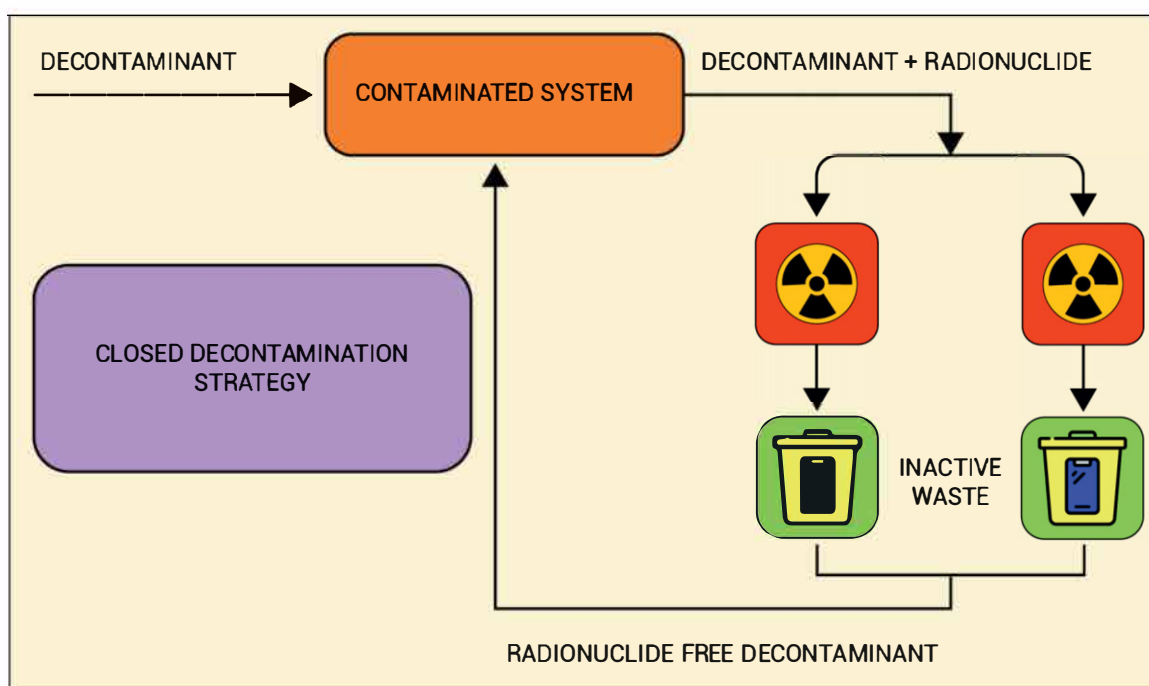 DECONTAMINANT
CONTAMINATED SYSTEM
DECONTAMINANT + RADIONUCLIDE
CLOSED DECONTAMINATION
STRATEGY
INACTIVE
WASTE
RADIONUCLIDE FREE DECONTAMINANT